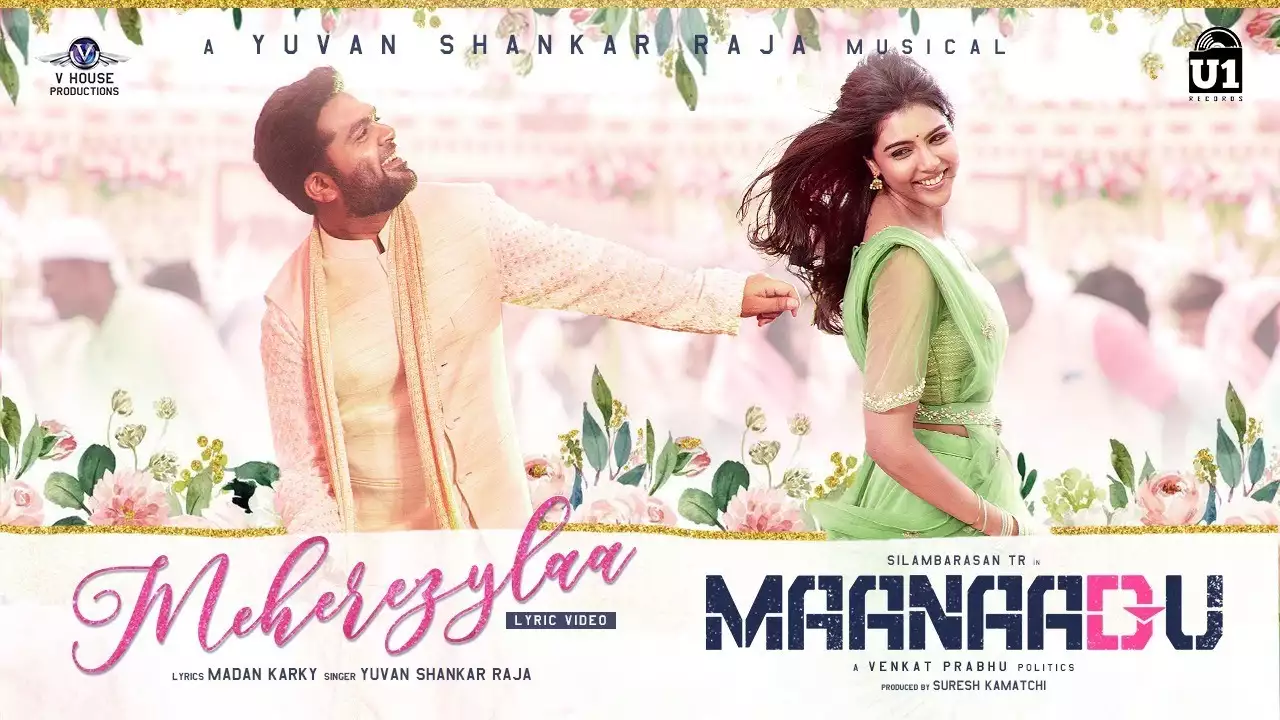 A YUVAN SHANKAR RAJA MUSICAL
V
V HOUSE
PRODUCTIONS
U1
RECORDS
Meherezylaa
LYRIC VIDEO
LYRICS MADAN KARKY SINGER YUVAN SHANKAR RAJA
SILAMBARASAN TR IN
MAANAADU
A VENKAT PRABHU POLITICS
PRODUCED BY SURESH KAMATCHI